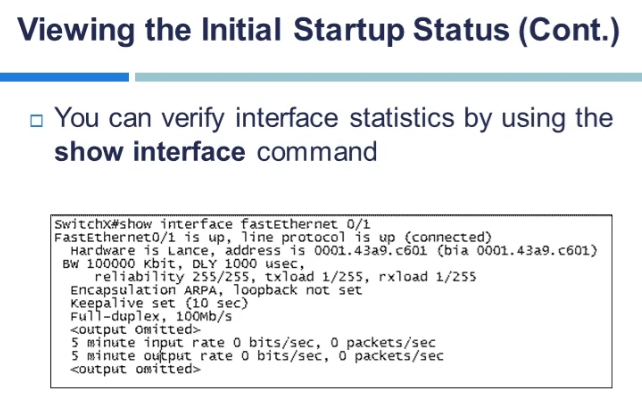 Viewing the Initial Startup Status (Cont.)
You can verify interface statistics by using the
show interface command
SwitchX#show interface fastEthernet 0/1
FastEthernet0/1 is up, line protocol is up (connected)
Hardware is Lance, address is 0001.43a9.c601 (bia 0001.43a9.c601)
BW 100000 Kbit, DLY 1000 usec,
reliability 255/255, txload 1/255, rxload 1/255
Encapsulation ARPA, loopback not set
Keepalive set (10 sec)
Full-duplex, 100Mb/s
<output omitted>
5 minute input rate 0 bits/sec, 0 packets/sec
5 minute output rate 0 bits/sec, 0 packets/sec
<output omitted>